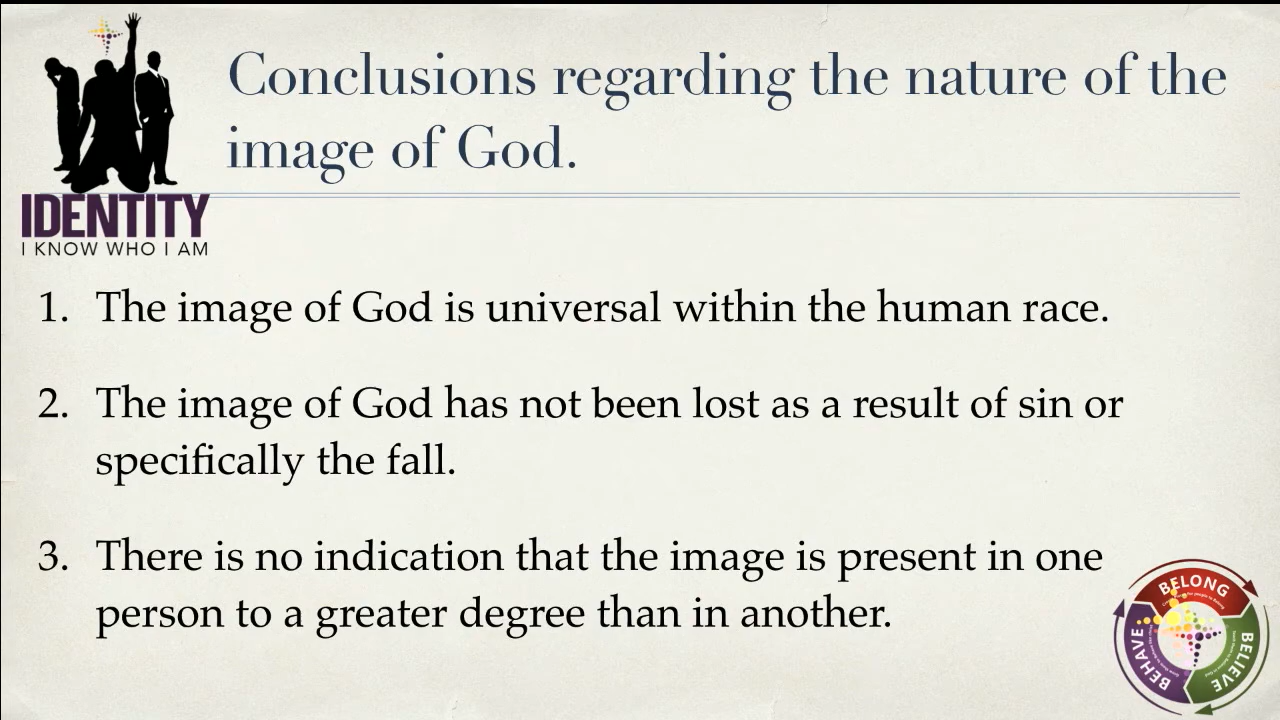 Conclusions regarding the nature of the
image of God.
IDENTITY
I KNOW WHO I AM
1. The image of God is universal within the human race.
2. The image of God has not been lost as a result of sin or
specifically the fall.
3. There is no indication that the image is present in one
person to a greater degree than in another.
BELONG
BELIEVE
BEHAVE